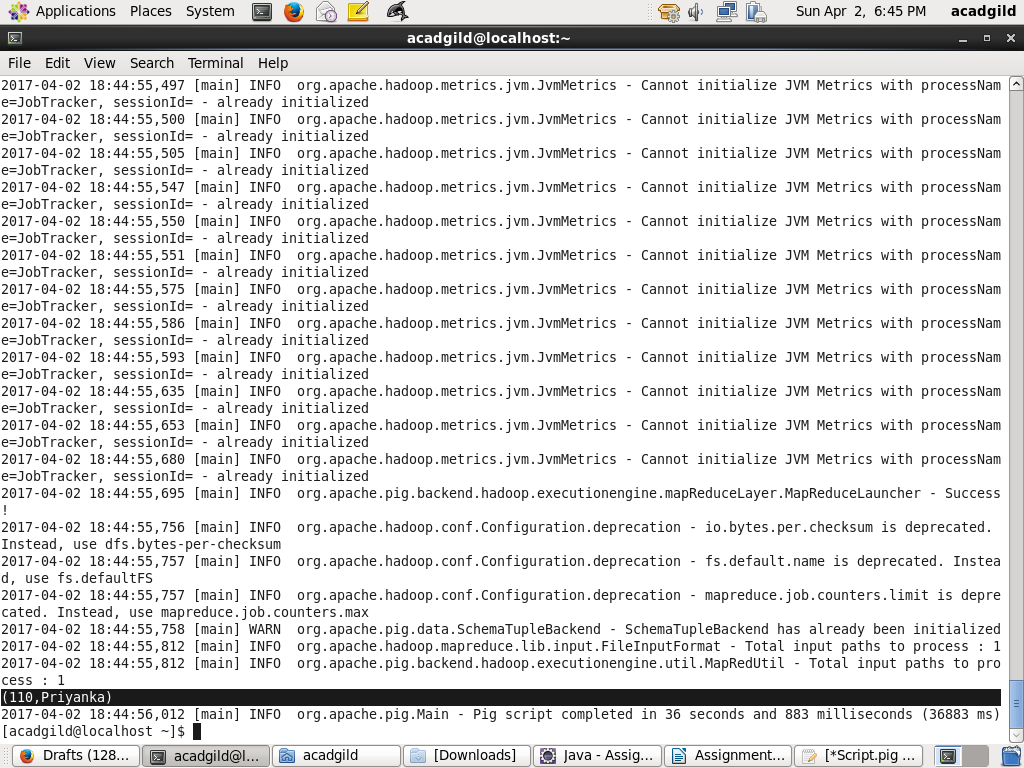 Applications Places System Sun Apr 2, 6:45 PM acadgild
acadgild@localhost:~
File Edit View Search Terminal Help
2017-04-02 18:44:55,497 [main] INFO  org.apache.hadoop.metrics.jvm.JvmMetrics - Cannot initialize JVM Metrics with processNam
e=JobTracker, sessionId= - already initialized
2017-04-02 18:44:55,500 [main] INFO  org.apache.hadoop.metrics.jvm.JvmMetrics - Cannot initialize JVM Metrics with processNam
e=JobTracker, sessionId= - already initialized
2017-04-02 18:44:55,505 [main] INFO  org.apache.hadoop.metrics.jvm.JvmMetrics - Cannot initialize JVM Metrics with processNam
e=JobTracker, sessionId= - already initialized
2017-04-02 18:44:55,547 [main] INFO  org.apache.hadoop.metrics.jvm.JvmMetrics - Cannot initialize JVM Metrics with processNam
e=JobTracker, sessionId= - already initialized
2017-04-02 18:44:55,550 [main] INFO  org.apache.hadoop.metrics.jvm.JvmMetrics - Cannot initialize JVM Metrics with processNam
e=JobTracker, sessionId= - already initialized
2017-04-02 18:44:55,551 [main] INFO  org.apache.hadoop.metrics.jvm.JvmMetrics - Cannot initialize JVM Metrics with processNam
e=JobTracker, sessionId= - already initialized
2017-04-02 18:44:55,575 [main] INFO  org.apache.hadoop.metrics.jvm.JvmMetrics - Cannot initialize JVM Metrics with processNam
e=JobTracker, sessionId= - already initialized
2017-04-02 18:44:55,586 [main] INFO  org.apache.hadoop.metrics.jvm.JvmMetrics - Cannot initialize JVM Metrics with processNam
e=JobTracker, sessionId= - already initialized
2017-04-02 18:44:55,593 [main] INFO  org.apache.hadoop.metrics.jvm.JvmMetrics - Cannot initialize JVM Metrics with processNam
e=JobTracker, sessionId= - already initialized
2017-04-02 18:44:55,635 [main] INFO  org.apache.hadoop.metrics.jvm.JvmMetrics - Cannot initialize JVM Metrics with processNam
e=JobTracker, sessionId= - already initialized
2017-04-02 18:44:55,653 [main] INFO  org.apache.hadoop.metrics.jvm.JvmMetrics - Cannot initialize JVM Metrics with processNam
e=JobTracker, sessionId= - already initialized
2017-04-02 18:44:55,680 [main] INFO  org.apache.hadoop.metrics.jvm.JvmMetrics - Cannot initialize JVM Metrics with processNam
e=JobTracker, sessionId= - already initialized
2017-04-02 18:44:55,695 [main] INFO  org.apache.pig.backend.hadoop.executionengine.mapReduceLayer.MapReduceLauncher - Success
!
2017-04-02 18:44:55,756 [main] INFO  org.apache.hadoop.conf.Configuration.deprecation - io.bytes.per.checksum is deprecated.
Instead, use dfs.bytes-per-checksum
2017-04-02 18:44:55,757 [main] INFO  org.apache.hadoop.conf.Configuration.deprecation - fs.default.name is deprecated. Instea
d, use fs.defaultFS
2017-04-02 18:44:55,757 [main] INFO  org.apache.hadoop.conf.Configuration.deprecation - mapreduce.job.counters.limit is depre
cated. Instead, use mapreduce.job.counters.max
2017-04-02 18:44:55,758 [main] WARN  org.apache.pig.data.SchemaTupleBackend - SchemaTupleBackend has already been initialized
2017-04-02 18:44:55,812 [main] INFO  org.apache.hadoop.mapreduce.lib.input.FileInputFormat - Total input paths to process : 1
2017-04-02 18:44:55,812 [main] INFO  org.apache.pig.backend.hadoop.executionengine.util.MapRedUtil - Total input paths to pro
cess : 1
(110,Priyanka)
2017-04-02 18:44:56,012 [main] INFO  org.apache.pig.Main - Pig script completed in 36 seconds and 883 milliseconds (36883 ms)
[acadgild@localhost ~]$
Drafts (128... acadgild@l... acadgild [Downloads] Java - Assig... Assignment... [*Script.pig ...